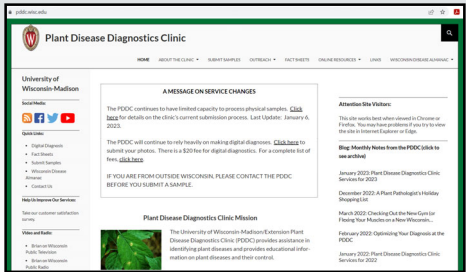 pddc.wisc.edu
Plant Disease Diagnostics Clinic
HOME ABOUT THE CLINIC SUBMIT SAMPLES OUTREACH FACT SHEETS ONLINE RESOURCES LINKS WISCONSIN DISEASE ALMANAC
University of
Wisconsin-Madison
Social Media:
Quick Links:
• Digital Diagnosis
• Fact Sheets
• Submit Samples
• Wisconsin Disease
Almanac
• Contact Us
Help Us Improve Our Services:
Take our customer satisfaction
survey.
Video and Radio:
• Brian on Wisconsin
Public Television
• Brian on Wisconsin
Public Radio
A MESSAGE ON SERVICE CHANGES
The PDDC continues to have limited capacity to process physical samples. Click
here for details on the clinic's current submission process. Last Update: January 6,
2023.
The PDDC will continue to rely heavily on making digital diagnoses. Click here to
submit your photos. There is a $20 fee for digital diagnostics. For a complete list of
fees, click here.
IF YOU ARE FROM OUTSIDE WISCONSIN, PLEASE CONTACT THE PDDC
BEFORE YOU SUBMIT A SAMPLE.
Plant Disease Diagnostics Clinic Mission
The University of Wisconsin-Madison/Extension Plant
Disease Diagnostics Clinic (PDDC) provides assistance in
identifying plant diseases and provides educational infor-
mation on plant diseases and their control.
Attention Site Visitors:
This site works best when viewed in Chrome or
Firefox. You may have problems if you try to view
the site in Internet Explorer or Edge.
Blog: Monthly Notes from the PDDC (click to
see archive)
January 2023: Plant Disease Diagnostics Clinic
Services for 2023
December 2022: A Plant Pathologist's Holiday
Shopping List
March 2022: Checking Out the New Gym (or
Flexing Your Muscles on a New Wisconsin...
February 2022: Optimizing Your Diagnosis at the
PDDC
January 2022: Plant Disease Diagnostics Clinic
Services for 2022